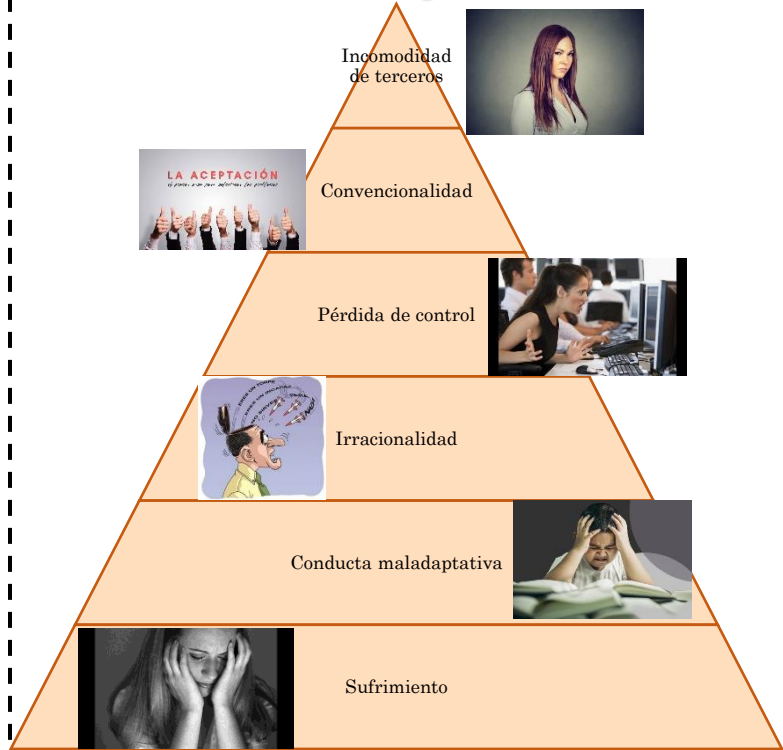 Incomodidad
de terceros
LA ACEPTACIÓN
Convencionalidad
Pérdida de control
Irracionalidad
Conducta maladaptativa
Sufrimiento